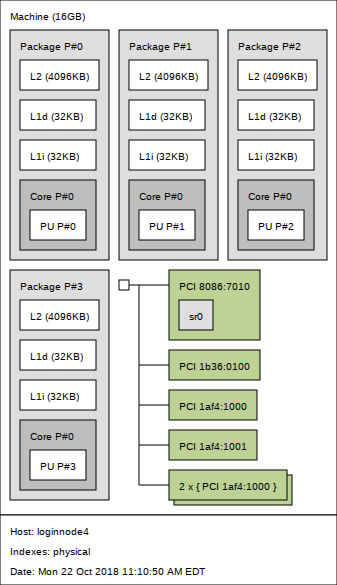 Machine (16GB)
Package P#0
L2 (4096KB)
L1d (32KB)
L1i (32KB)
Core P#0
PU P#0
Package P#1
L2 (4096KB)
L1d (32KB)
L1i (32KB)
Core P#0
PU P#1
Package P#2
L2 (4096KB)
L1d (32KB)
L1i (32KB)
Core P#0
PU P#2
Package P#3
L2 (4096KB)
L1d (32KB)
L1i (32KB)
Core P#0
PU P#3
PCI 8086:7010
sr0
PCI 1b36:0100
PCI 1af4:1000
PCI 1af4:1001
2 x { PCI 1af4:1000 }
Host: loginnode4
Indexes: physical
Date: Mon 22 Oct 2018 11:10:50 AM EDT